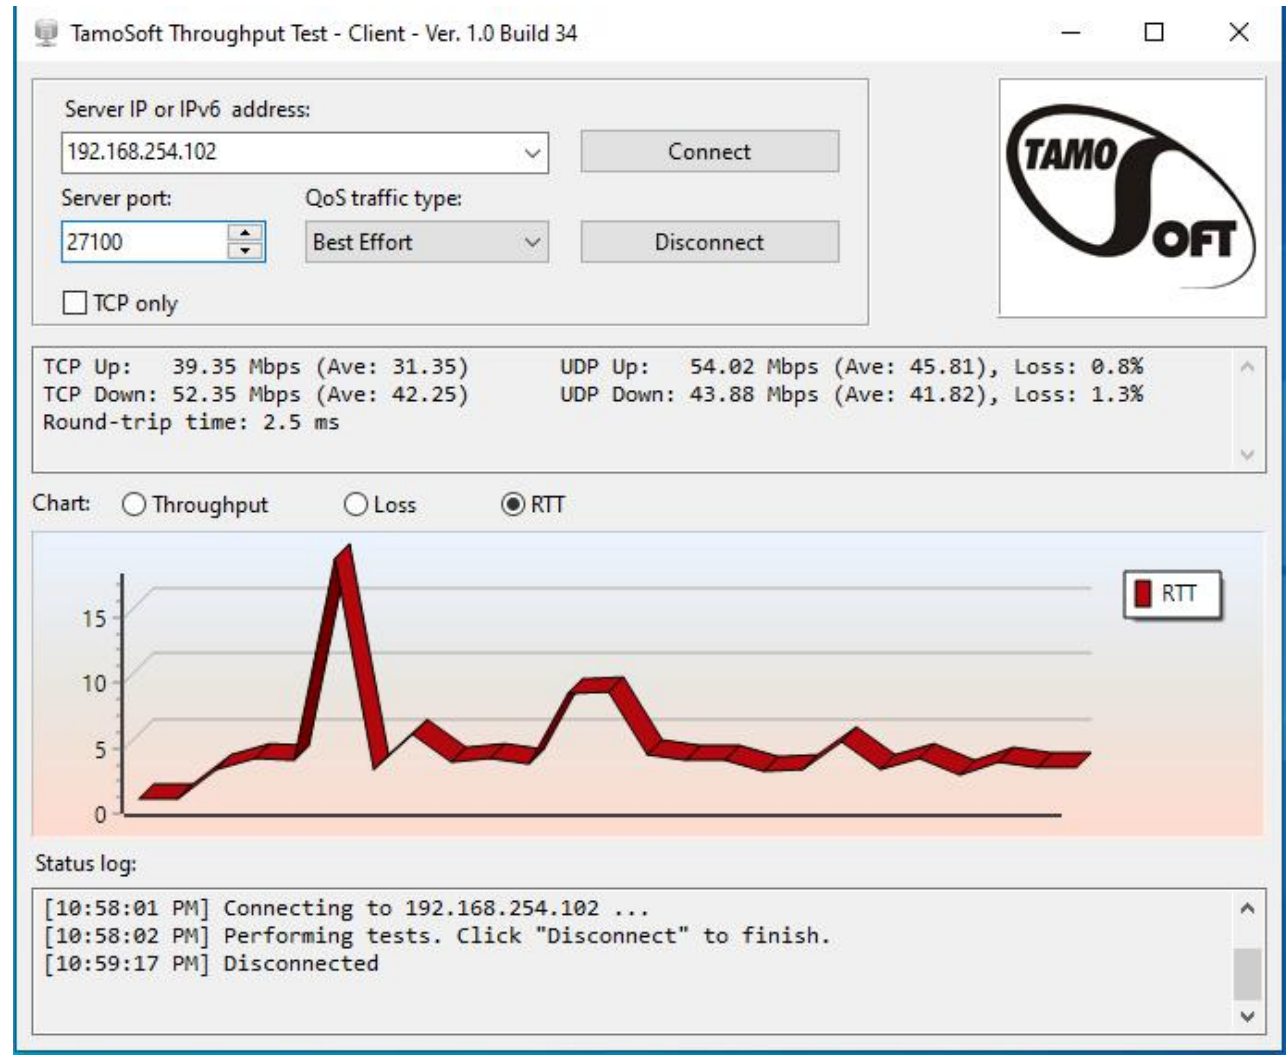 TamoSoft Throughput Test - Client - Ver. 1.0 Build 34
Server IP or IPv6 address:
192.168.254.102
Connect
Server port:
QoS traffic type:
27100
Best Effort
Disconnect
TCP only
TAMO
SOFT
TCP Up: 39.35 Mbps (Ave: 31.35) UDP Up: 54.02 Mbps (Ave: 45.81), Loss: 0.8%
TCP Down: 52.35 Mbps (Ave: 42.25) UDP Down: 43.88 Mbps (Ave: 41.82), Loss: 1.3%
Round-trip time: 2.5 ms
Chart: Throughput Loss RTT
RTT
15
10
5
0
Status log:
[10:58:01 PM] Connecting to 192.168.254.102 ...
[10:58:02 PM] Performing tests. Click "Disconnect" to finish.
[10:59:17 PM] Disconnected